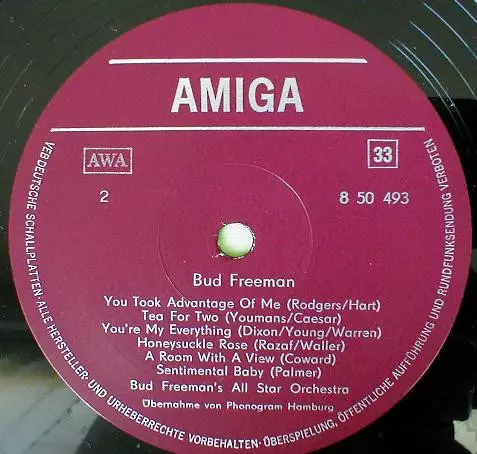 AMIGA
AWA
33
2
8 50 493
Bud Freeman
You Took Advantage Of Me (Rodgers/Hart)
Tea For Two (Youmans/Caesar)
You're My Everything (Dixon/Young/Warren)
Honeysuckle Rose (Razaf/Waller)
A Room With A View (Coward)
Sentimental Baby (Palmer)
Bud Freeman's All Star Orchestra
Übernahme von Phonogram Hamburg
VEB DEUTSCHE SCHALLPLATTEN · ALLE HERSTELLER- UND URHEBERRECHTE VORBEHALTEN · ÜBERSPIELUNG, ÖFFENTLICHE AUFFÜHRUNG UND RUNDFUNKSENDUNG VERBOTEN